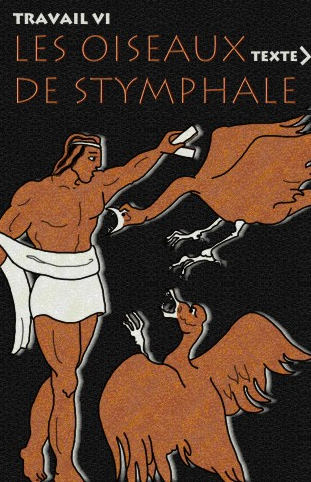 TRAVAIL VI
LES OISEAUX TEXTE>
DE STYMPHALE